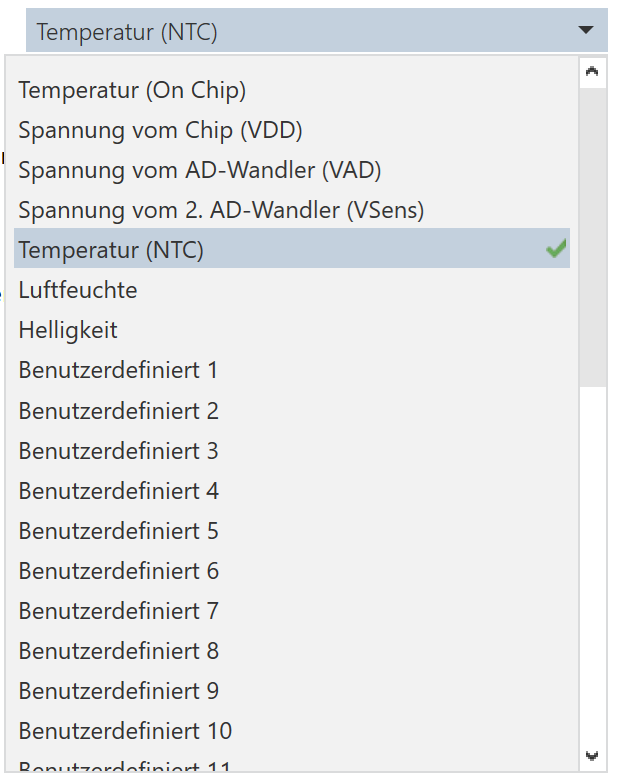 Temperatur (NTC)
Temperatur (On Chip)
Spannung vom Chip (VDD)
Spannung vom AD-Wandler (VAD)
Spannung vom 2. AD-Wandler (VSens)
Temperatur (NTC)
Luftfeuchte
Helligkeit
Benutzerdefiniert 1
Benutzerdefiniert 2
Benutzerdefiniert 3
Benutzerdefiniert 4
Benutzerdefiniert 5
Benutzerdefiniert 6
Benutzerdefiniert 7
Benutzerdefiniert 8
Benutzerdefiniert 9
Benutzerdefiniert 10
Benutzerdefiniert 11